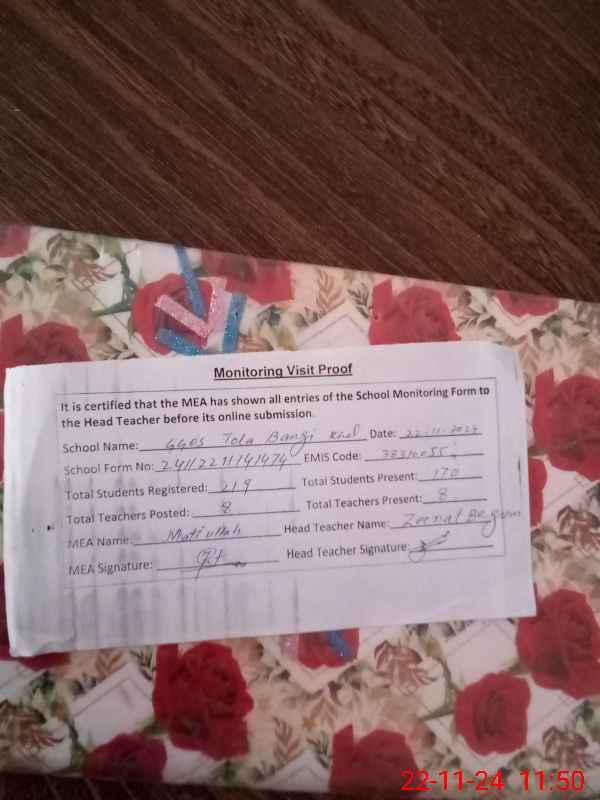 Monitoring Visit Proof
It is certified that the MEA has shown all entries of the School Monitoring Form to
the Head Teacher before its online submission.
School Name: GGES Tola Bangi Khel Date: 22-11-2024
School Form No: EMIS Code:
Total Students Registered: 219 Total Students Present: 170
Total Teachers Posted: 8 Total Teachers Present: 8
MEA Name: Matiullah Head Teacher Name: Zeenat Begum
MEA Signature: Head Teacher Signature:
22-11-24 11:50